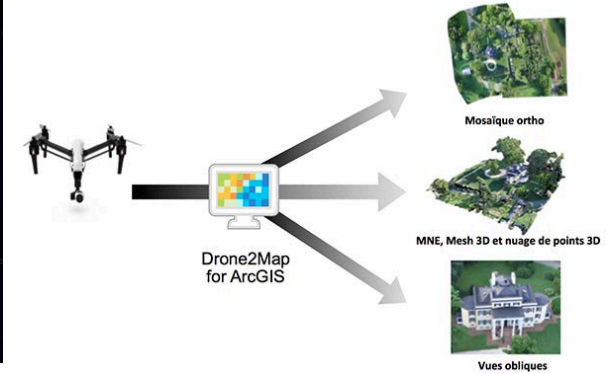 Mosaïque ortho
MNE, Mesh 3D et nuage de points 3D
Drone2Map
for ArcGIS
Vues obliques